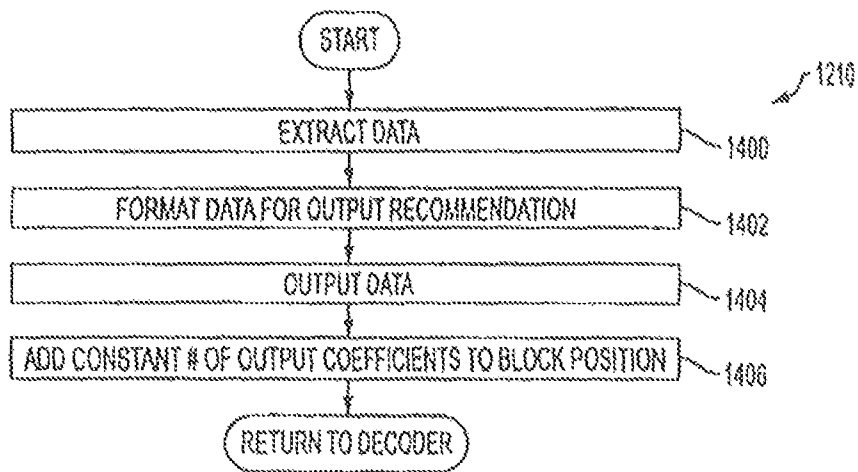 START
1210
EXTRACT DATA
1400
FORMAT DATA FOR OUTPUT RECOMMENDATION
1402
OUTPUT DATA
1404
ADD CONSTANT # OF OUTPUT COEFFICIENTS TO BLOCK POSITION
1406
RETURN TO DECODER